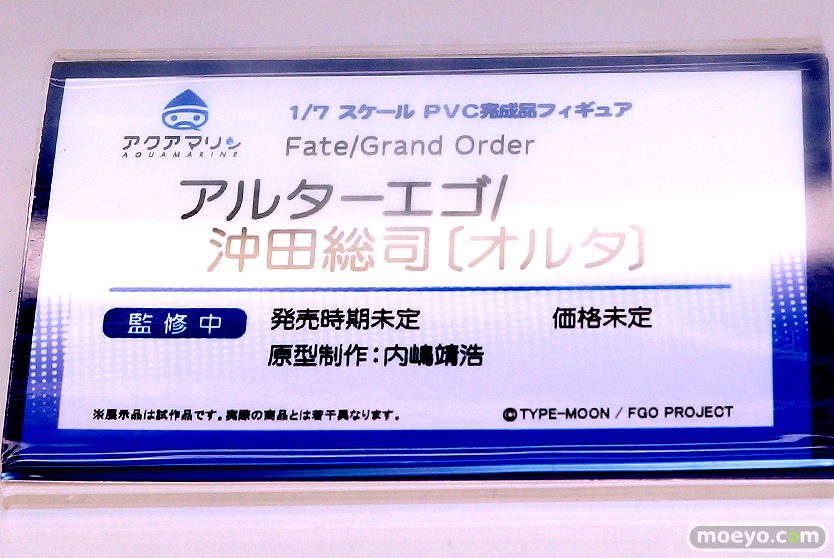 アクアマリン
AQUAMARINE
1/7 スケール PVC完成品フィギュア
Fate/Grand Order
アルターエゴ/
沖田総司〔オルタ〕
監修中
発売時期未定 価格未定
原型制作:内嶋靖浩
※展示品は試作品です。実際の商品とは若干異なります。
©TYPE-MOON / FGO PROJECT
moeyo.com